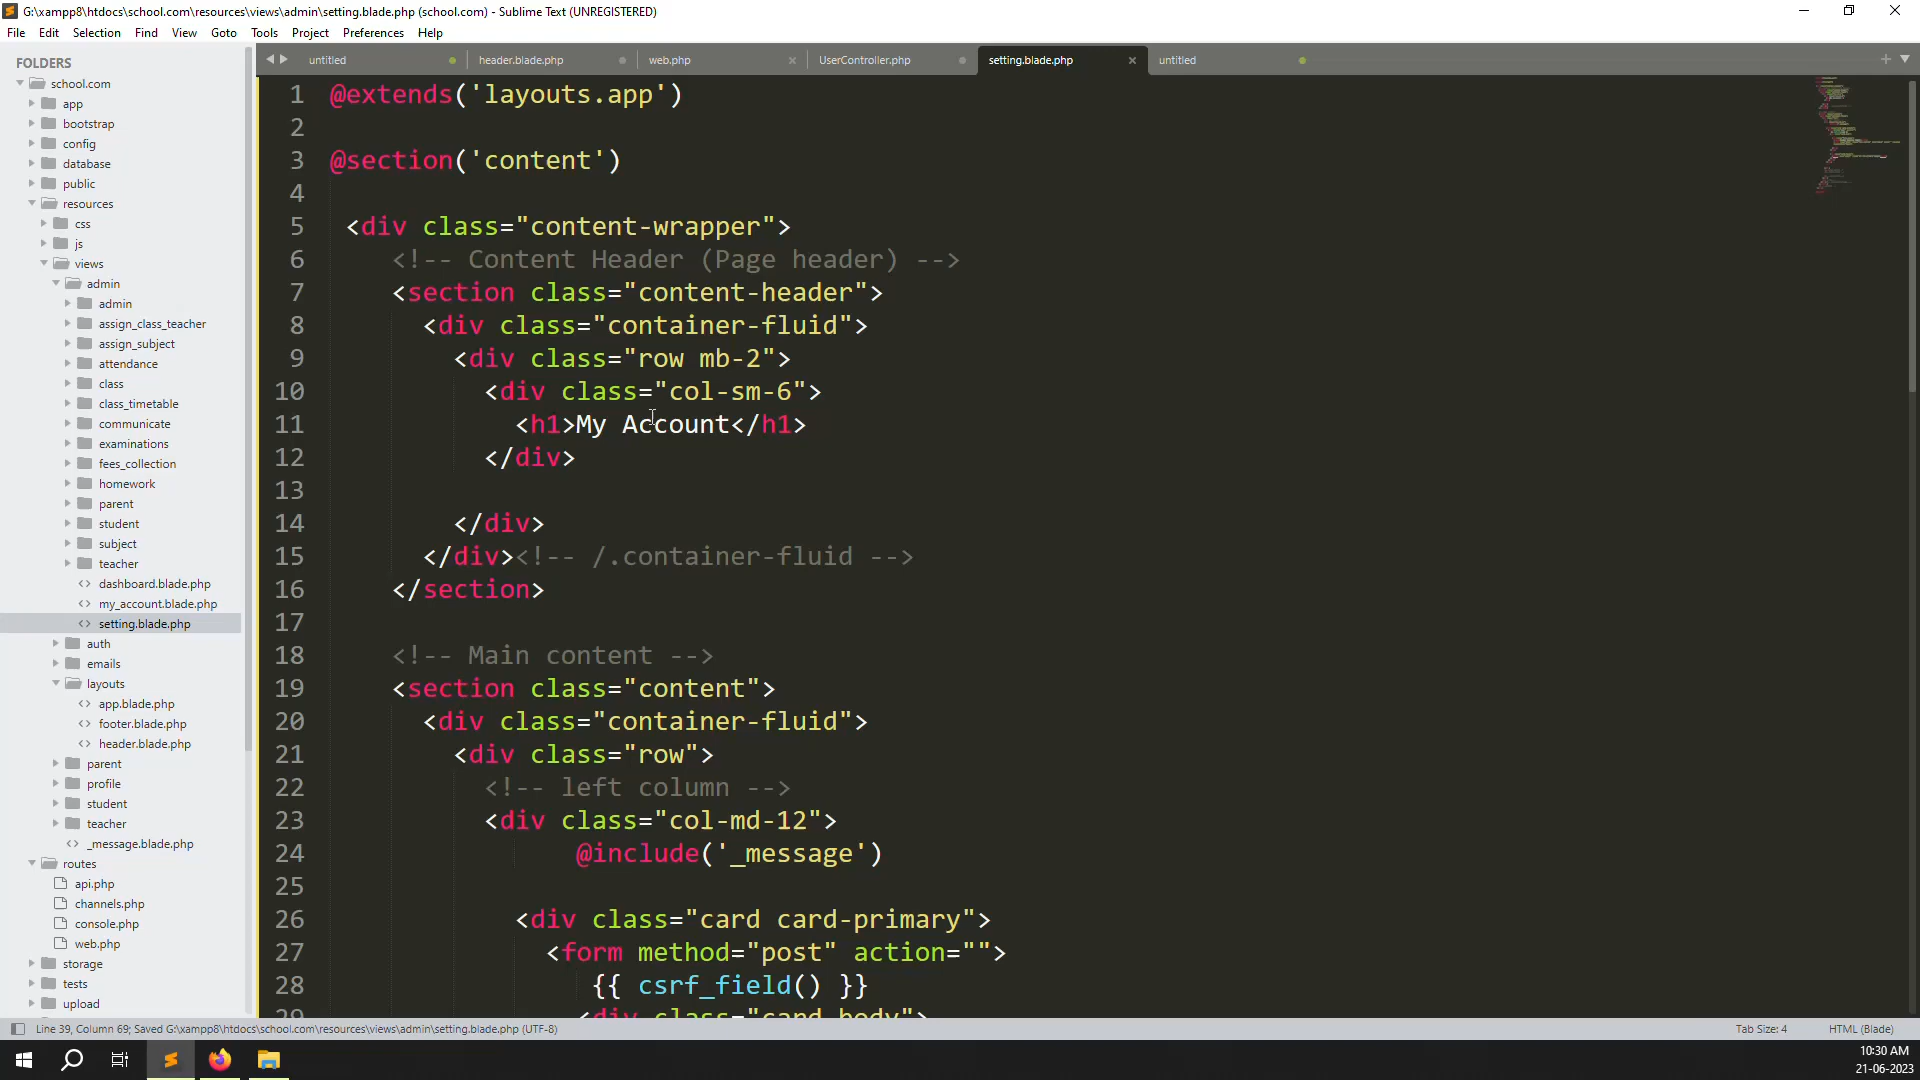 G:\xampp8\htdocs\school.com\resources\views\admin\setting.blade.php (school.com) - Sublime Text (UNREGISTERED)
File Edit Selection Find View Goto Tools Project Preferences Help
untitled header.blade.php web.php UserController.php setting.blade.php untitled
FOLDERS
school.com
app
bootstrap
config
database
public
resources
css
js
views
admin
admin
assign_class_teacher
assign_subject
attendance
class
class_timetable
communicate
examinations
fees_collection
homework
parent
student
subject
teacher
dashboard.blade.php
my_account.blade.php
setting.blade.php
auth
emails
layouts
app.blade.php
footer.blade.php
header.blade.php
parent
profile
student
teacher
_message.blade.php
routes
api.php
channels.php
console.php
web.php
storage
tests
upload
1 @extends('layouts.app')
2
3 @section('content')
4
5 <div class="content-wrapper">
6 <!-- Content Header (Page header) -->
7 <section class="content-header">
8 <div class="container-fluid">
9 <div class="row mb-2">
10 <div class="col-sm-6">
11 <h1>My Account</h1>
12 </div>
13
14 </div>
15 </div><!-- /.container-fluid -->
16 </section>
17
18 <!-- Main content -->
19 <section class="content">
20 <div class="container-fluid">
21 <div class="row">
22 <!-- left column -->
23 <div class="col-md-12">
24 @include('_message')
25
26 <div class="card card-primary">
27 <form method="post" action="">
28 {{ csrf_field() }}
29 <div class="card-body">
Line 39, Column 69; Saved G:\xampp8\htdocs\school.com\resources\views\admin\setting.blade.php (UTF-8)
Tab Size: 4 HTML (Blade)
10:30 AM
21-06-2023